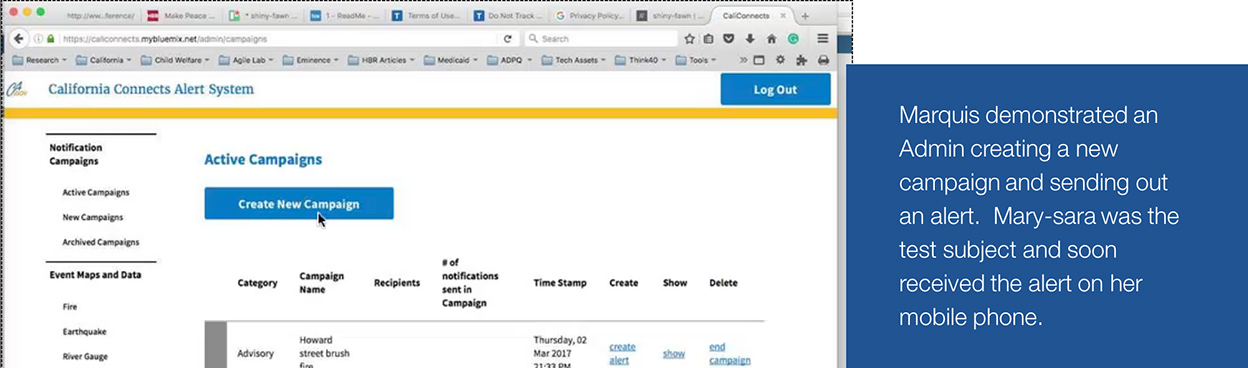 http://ww...ference/
Make Peace ...
* shiny-fawn ...
1 - ReadMe - ...
Terms of Use...
Do Not Track ...
Privacy Policy...
shiny-fawn | ...
CaliConnects
https://caliconnects.mybluemix.net/admin/campaigns
Search
Research
California
Child Welfare
Agile Lab
Eminence
HBR Articles
Medicaid
ADPQ
Tech Assets
Think40
Tools
California Connects Alert System
Log Out
Notification
Campaigns
Active Campaigns
New Campaigns
Archived Campaigns
Event Maps and Data
Fire
Earthquake
River Gauge
Active Campaigns
Create New Campaign
Category
Campaign
Name
Recipients
# of
notifications
sent in
Campaign
Time Stamp
Create
Show
Delete
Advisory
Howard
street brush
fire
Thursday, 02
Mar 2017
21:33 PM
create
alert
show
end
campaign
Marquis demonstrated an
Admin creating a new
campaign and sending out
an alert.  Mary-sara was the
test subject and soon
received the alert on her
mobile phone.